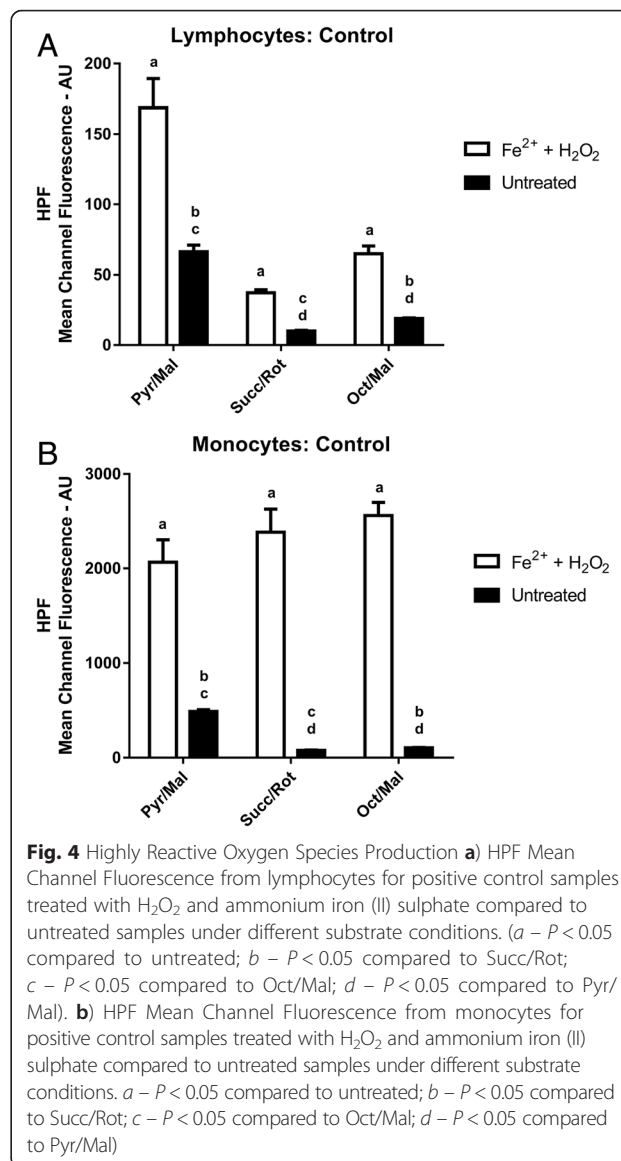 A
Lymphocytes: Control
HPF
Mean Channel Fluorescence - AU
200
150
100
50
0
a
b
c
a
c
d
a
b
d
Pyr/Mal
Succ/Rot
Oct/Mal
Fe²⁺ + H₂O₂
Untreated
B
Monocytes: Control
HPF
Mean Channel Fluorescence - AU
3000
2000
1000
0
a
b
c
a
c
d
a
b
d
Pyr/Mal
Succ/Rot
Oct/Mal
Fe²⁺ + H₂O₂
Untreated
Fig. 4 Highly Reactive Oxygen Species Production a) HPF Mean
Channel Fluorescence from lymphocytes for positive control samples
treated with H₂O₂ and ammonium iron (II) sulphate compared to
untreated samples under different substrate conditions. (a – P < 0.05
compared to untreated; b – P < 0.05 compared to Succ/Rot;
c – P < 0.05 compared to Oct/Mal; d – P < 0.05 compared to Pyr/
Mal). b) HPF Mean Channel Fluorescence from monocytes for
positive control samples treated with H₂O₂ and ammonium iron (II)
sulphate compared to untreated samples under different substrate
conditions. a – P < 0.05 compared to untreated; b – P < 0.05 compared
to Succ/Rot; c – P < 0.05 compared to Oct/Mal; d – P < 0.05 compared
to Pyr/Mal)